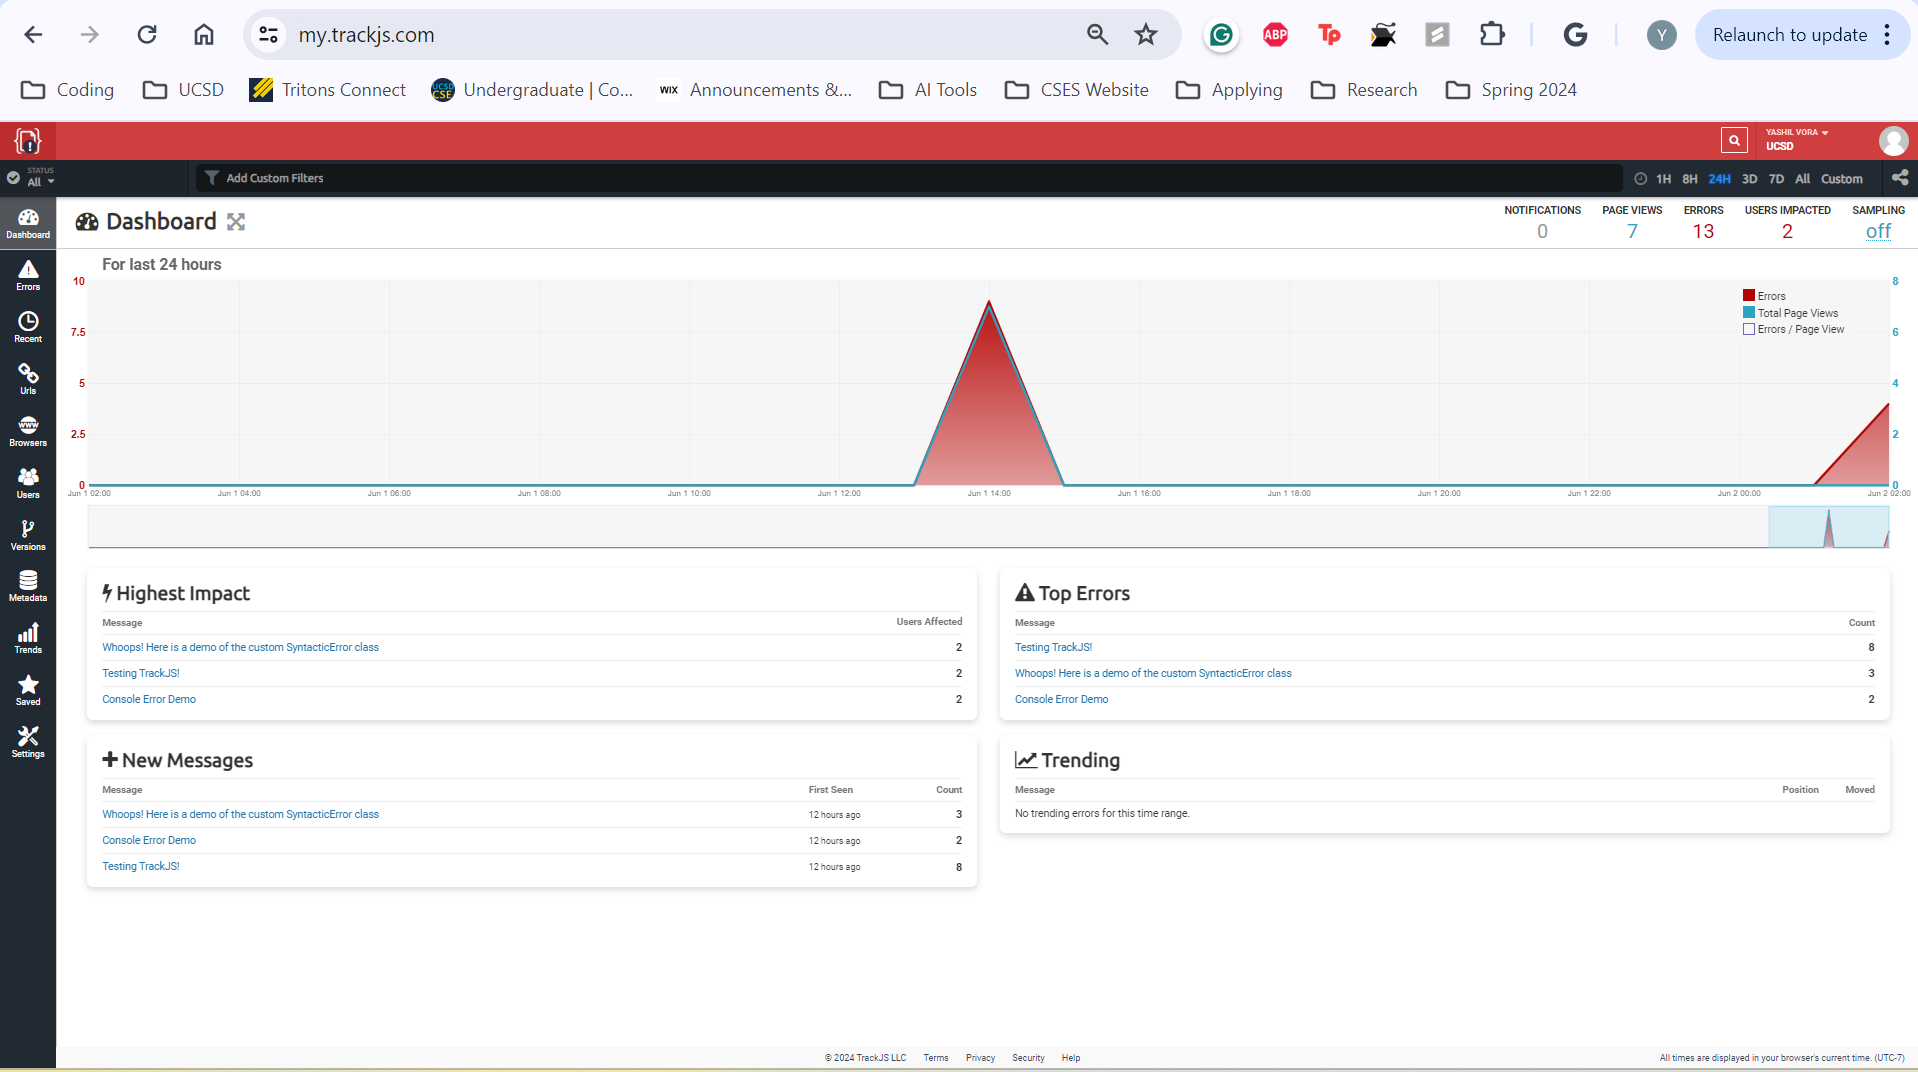 my.trackjs.com
ABP
Tp
G
Y
Relaunch to update
Coding
UCSD
Tritons Connect
UCSD CSE
Undergraduate | Co...
WIX
Announcements &...
AI Tools
CSES Website
Applying
Research
Spring 2024
YASHIL VORA
UCSD
STATUS
All
Add Custom Filters
1H 8H 24H 3D 7D All Custom
Dashboard
Errors
Recent
Urls
WWW
Browsers
Users
Versions
Metadata
Trends
Saved
Settings
Dashboard
NOTIFICATIONS
0
PAGE VIEWS
7
ERRORS
13
USERS IMPACTED
2
SAMPLING
off
For last 24 hours
10
7.5
5
2.5
0
8
6
4
2
0
Errors
Total Page Views
Errors / Page View
Jun 1 02:00
Jun 1 04:00
Jun 1 06:00
Jun 1 08:00
Jun 1 10:00
Jun 1 12:00
Jun 1 14:00
Jun 1 16:00
Jun 1 18:00
Jun 1 20:00
Jun 1 22:00
Jun 2 00:00
Jun 2 02:00
Highest Impact
Message Users Affected
Whoops! Here is a demo of the custom SyntacticError class 2
Testing TrackJS! 2
Console Error Demo 2
Top Errors
Message Count
Testing TrackJS! 8
Whoops! Here is a demo of the custom SyntacticError class 3
Console Error Demo 2
New Messages
Message First Seen Count
Whoops! Here is a demo of the custom SyntacticError class 12 hours ago 3
Console Error Demo 12 hours ago 2
Testing TrackJS! 12 hours ago 8
Trending
Message Position Moved
No trending errors for this time range.
© 2024 TrackJS LLC Terms Privacy Security Help
All times are displayed in your browser's current time. (UTC-7)